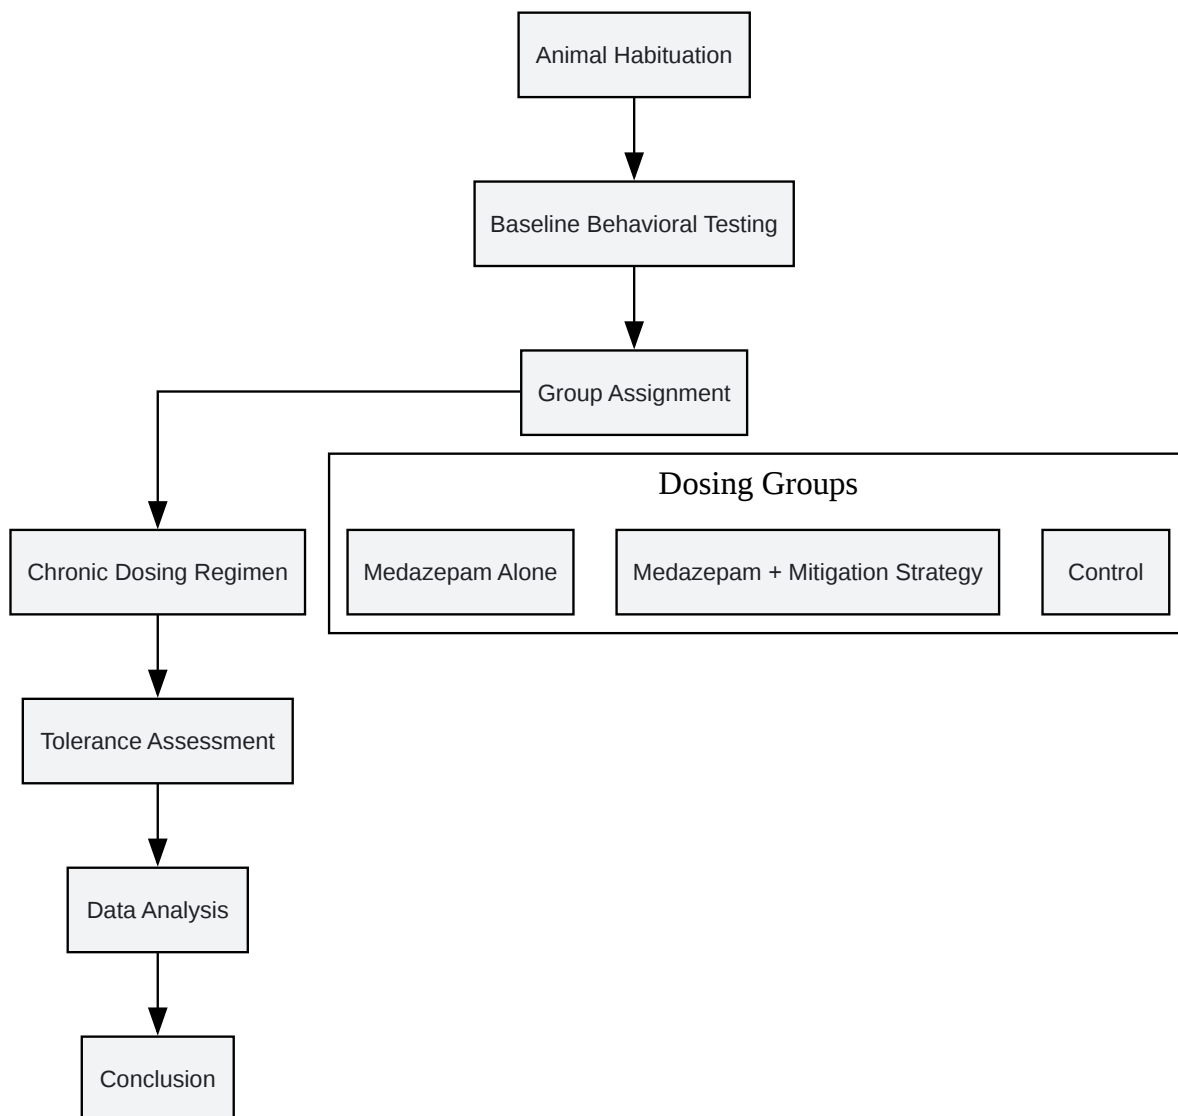 Animal Habituation
Baseline Behavioral Testing
Group Assignment
Dosing Groups
Chronic Dosing Regimen
Medazepam Alone
Medazepam + Mitigation Strategy
Control
Tolerance Assessment
Data Analysis
Conclusion